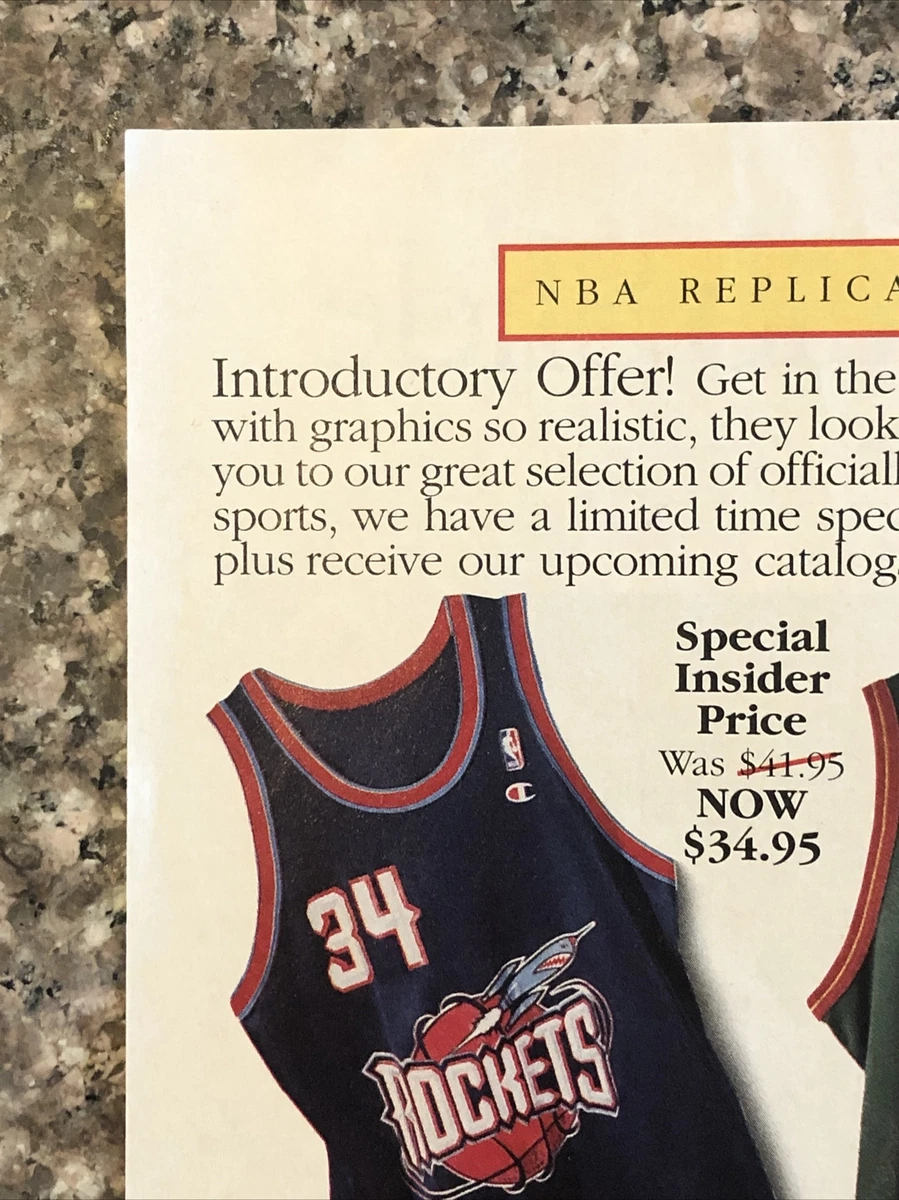 NBA REPLICA
Introductory Offer! Get in the
with graphics so realistic, they look
you to our great selection of officiall
sports, we have a limited time spec
plus receive our upcoming catalog
Special
Insider
Price
Was $41.95
NOW
$34.95
34
ROCKETS